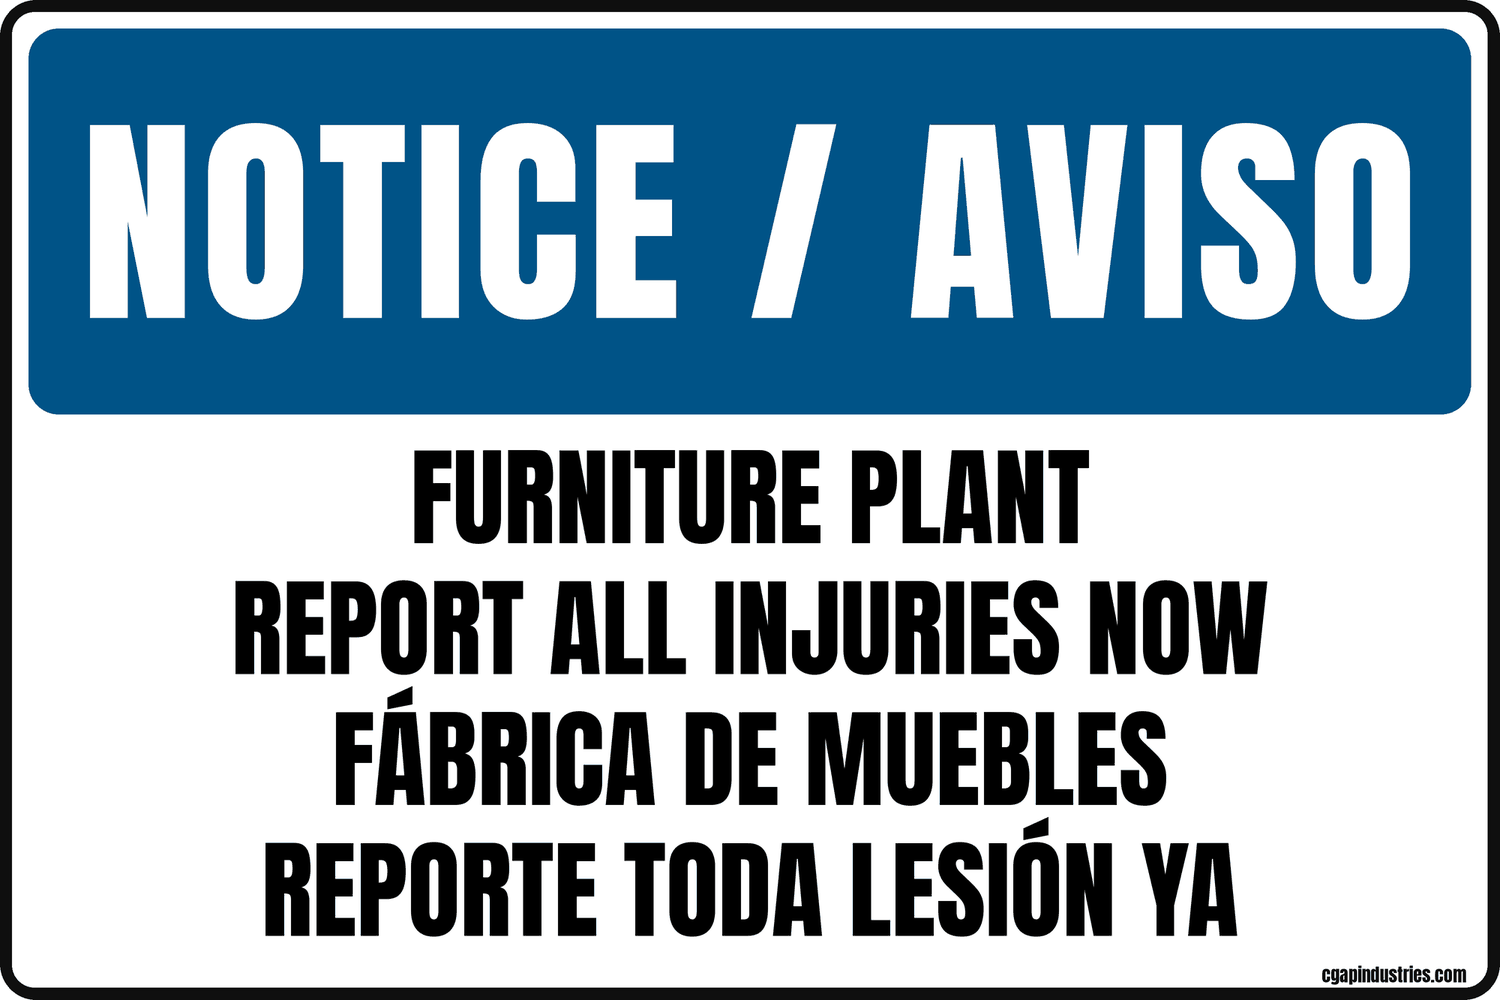 NOTICE / AVISO
FURNITURE PLANT
REPORT ALL INJURIES NOW
FÁBRICA DE MUEBLES
REPORTE TODA LESIÓN YA
cgapindustries.com